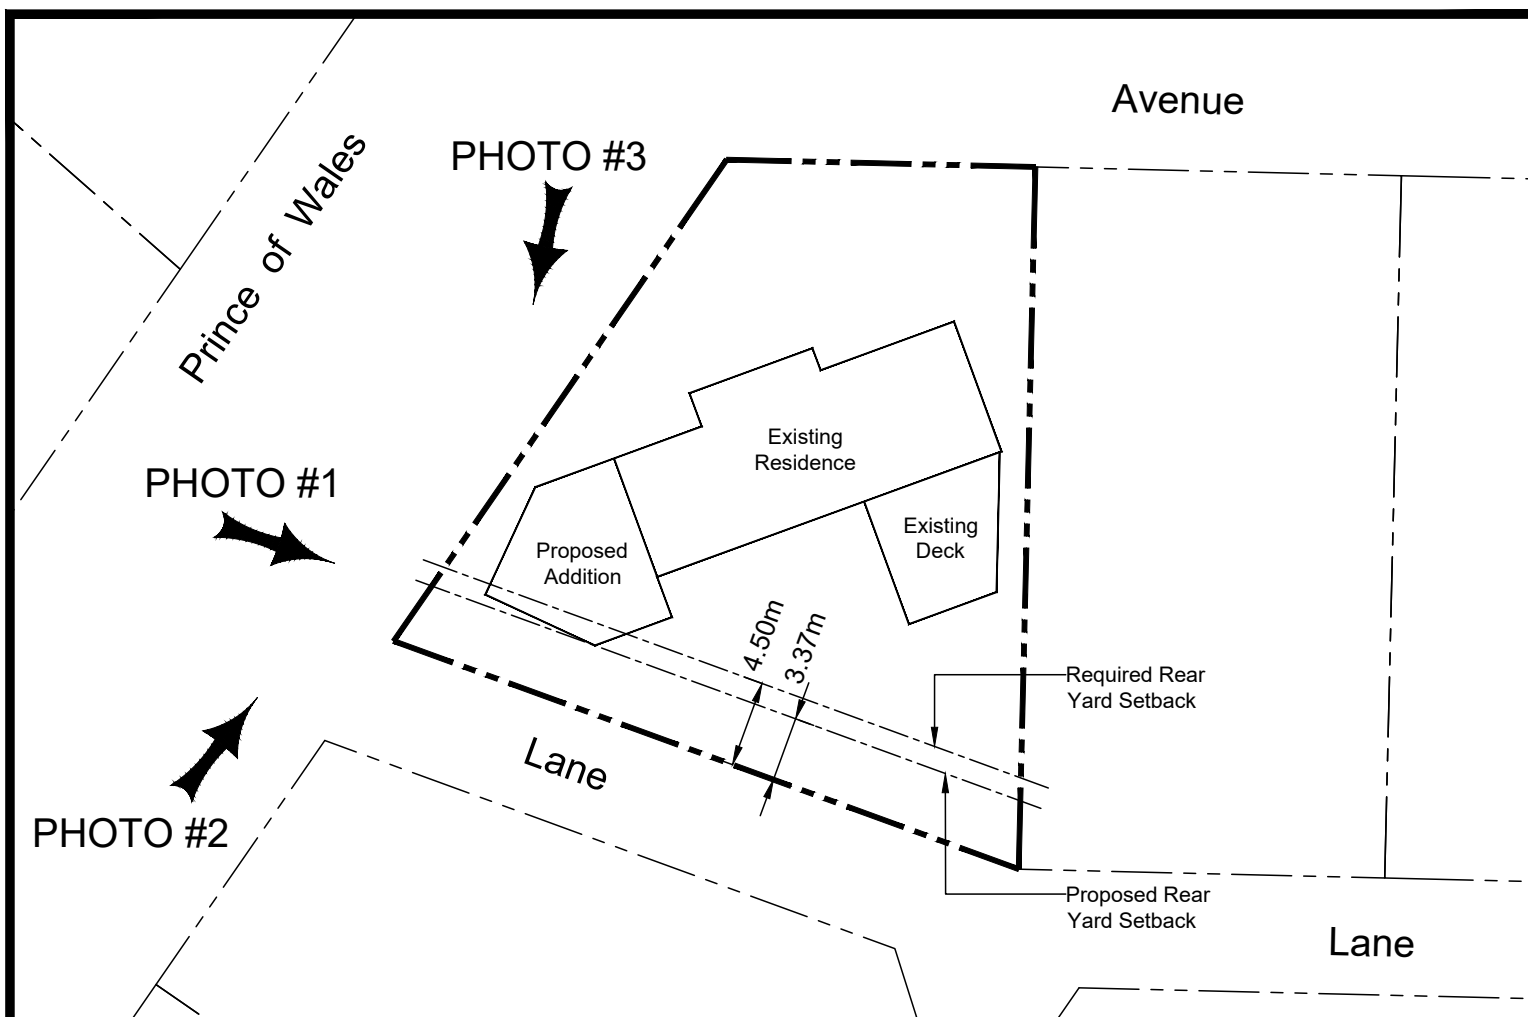 Avenue
PHOTO #3
Prince of Wales
Existing
Residence
PHOTO #1
Existing
Deck
Proposed
Addition
4.50m
3.37m
Required Rear
Yard Setback
Lane
PHOTO #2
Proposed Rear
Yard Setback
Lane